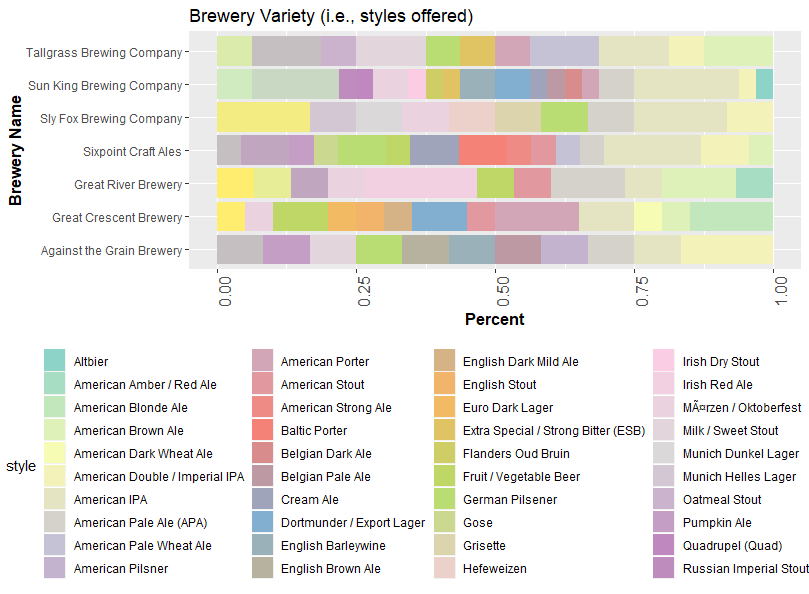 Brewery Variety (i.e., styles offered)
Brewery Name
Tallgrass Brewing Company
Sun King Brewing Company
Sly Fox Brewing Company
Sixpoint Craft Ales
Great River Brewery
Great Crescent Brewery
Against the Grain Brewery
0.00 0.25 0.50 0.75 1.00
Percent
style
Altbier
American Amber / Red Ale
American Blonde Ale
American Brown Ale
American Dark Wheat Ale
American Double / Imperial IPA
American IPA
American Pale Ale (APA)
American Pale Wheat Ale
American Pilsner
American Porter
American Stout
American Strong Ale
Baltic Porter
Belgian Dark Ale
Belgian Pale Ale
Cream Ale
Dortmunder / Export Lager
English Barleywine
English Brown Ale
English Dark Mild Ale
English Stout
Euro Dark Lager
Extra Special / Strong Bitter (ESB)
Flanders Oud Bruin
Fruit / Vegetable Beer
German Pilsener
Gose
Grisette
Hefeweizen
Irish Dry Stout
Irish Red Ale
MÃ¤rzen / Oktoberfest
Milk / Sweet Stout
Munich Dunkel Lager
Munich Helles Lager
Oatmeal Stout
Pumpkin Ale
Quadrupel (Quad)
Russian Imperial Stout